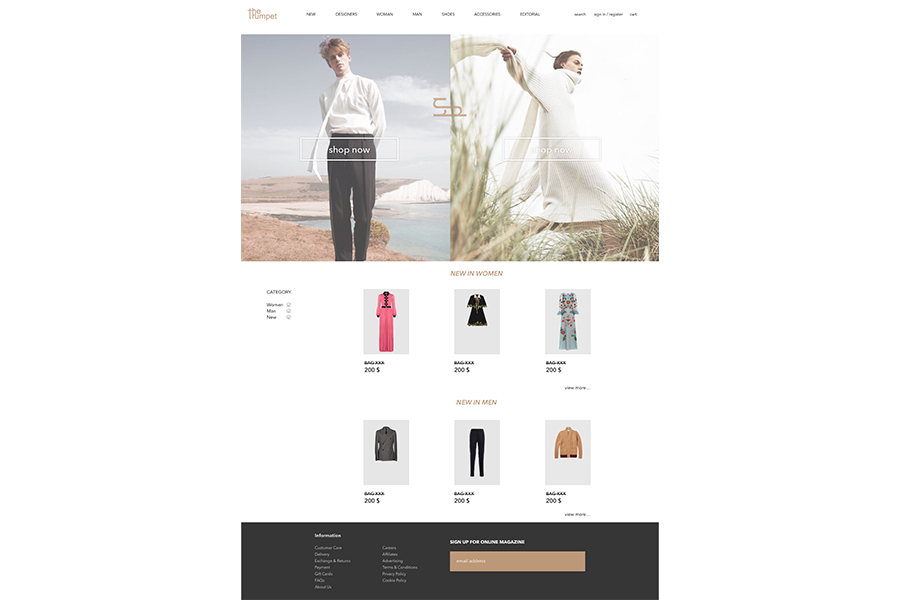 the
Trumpet
NEW DESIGNERS WOMAN MAN SHOES ACCESSORIES EDITORIAL search sign in / register cart
shop now shop now
NEW IN WOMEN
CATEGORY
Women
Man
New
BAG XXX BAG XXX BAG XXX
200 $ 200 $ 200 $
view more...
NEW IN MEN
BAG XXX BAG XXX BAG XXX
200 $ 200 $ 200 $
view more...
Information
Customer Care
Delivery
Exchange & Returns
Payment
Gift Cards
FAQs
About Us
Careers
Affiliates
Advertising
Terms & Conditions
Privacy Policy
Cookie Policy
SIGN UP FOR ONLINE MAGAZINE
email address